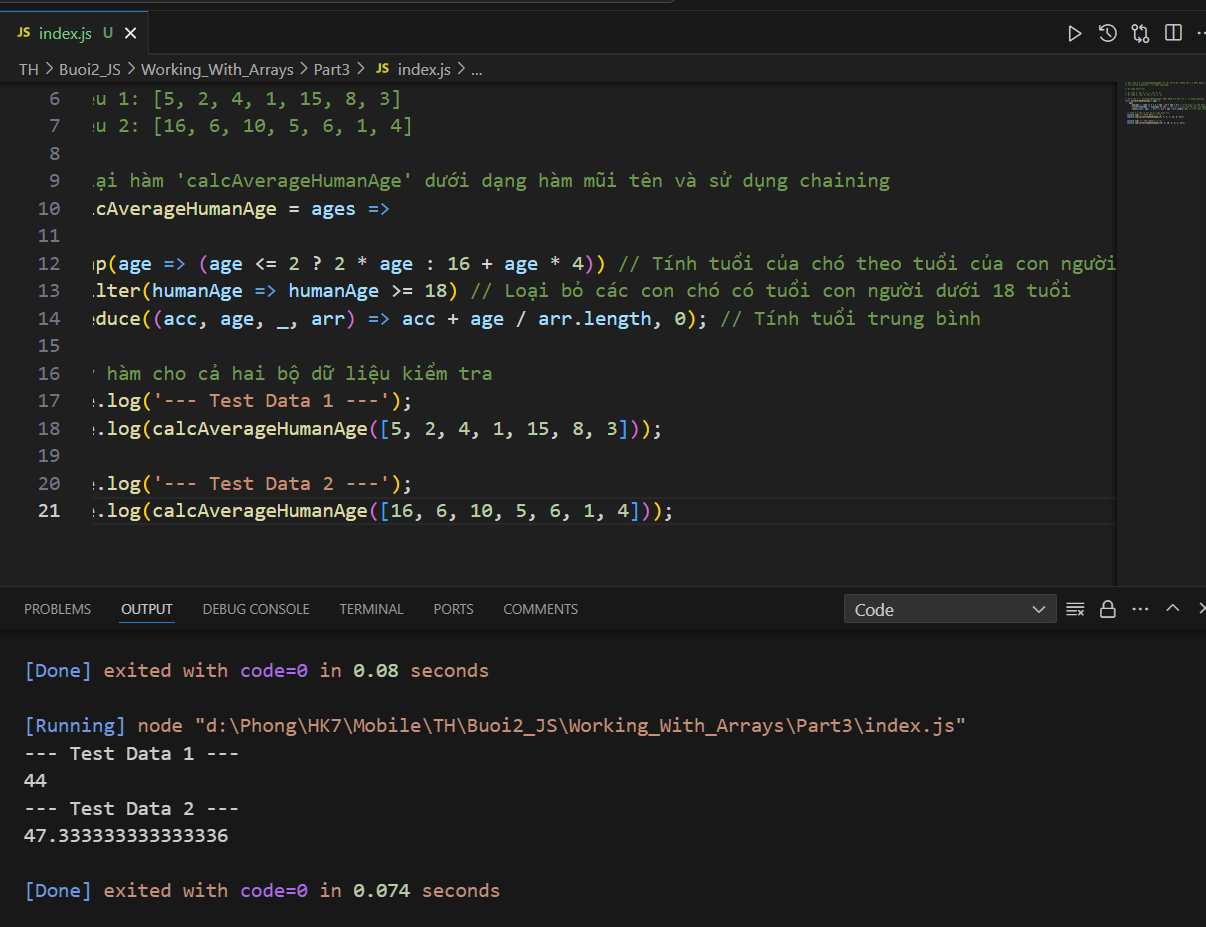 JS index.js U
TH > Buoi2_JS > Working_With_Arrays > Part3 > JS index.js > ...
6 1: [5, 2, 4, 1, 15, 8, 3]
7 2: [16, 6, 10, 5, 6, 1, 4]
8
9 hàm 'calcAverageHumanAge' dưới dạng hàm mũi tên và sử dụng chaining
10 cAverageHumanAge = ages =>
11
12 p(age => (age <= 2 ? 2 * age : 16 + age * 4)) // Tính tuổi của chó theo tuổi của con người
13 lter(humanAge => humanAge >= 18) // Loại bỏ các con chó có tuổi con người dưới 18 tuổi
14 educe((acc, age, _, arr) => acc + age / arr.length, 0); // Tính tuổi trung bình
15
16 hàm cho cả hai bộ dữ liệu kiểm tra
17 .log('--- Test Data 1 ---');
18 .log(calcAverageHumanAge([5, 2, 4, 1, 15, 8, 3]));
19
20 .log('--- Test Data 2 ---');
21 .log(calcAverageHumanAge([16, 6, 10, 5, 6, 1, 4]));
PROBLEMS OUTPUT DEBUG CONSOLE TERMINAL PORTS COMMENTS Code
[Done] exited with code=0 in 0.08 seconds
[Running] node "d:\Phong\HK7\Mobile\TH\Buoi2_JS\Working_With_Arrays\Part3\index.js"
--- Test Data 1 ---
44
--- Test Data 2 ---
47.333333333333336
[Done] exited with code=0 in 0.074 seconds